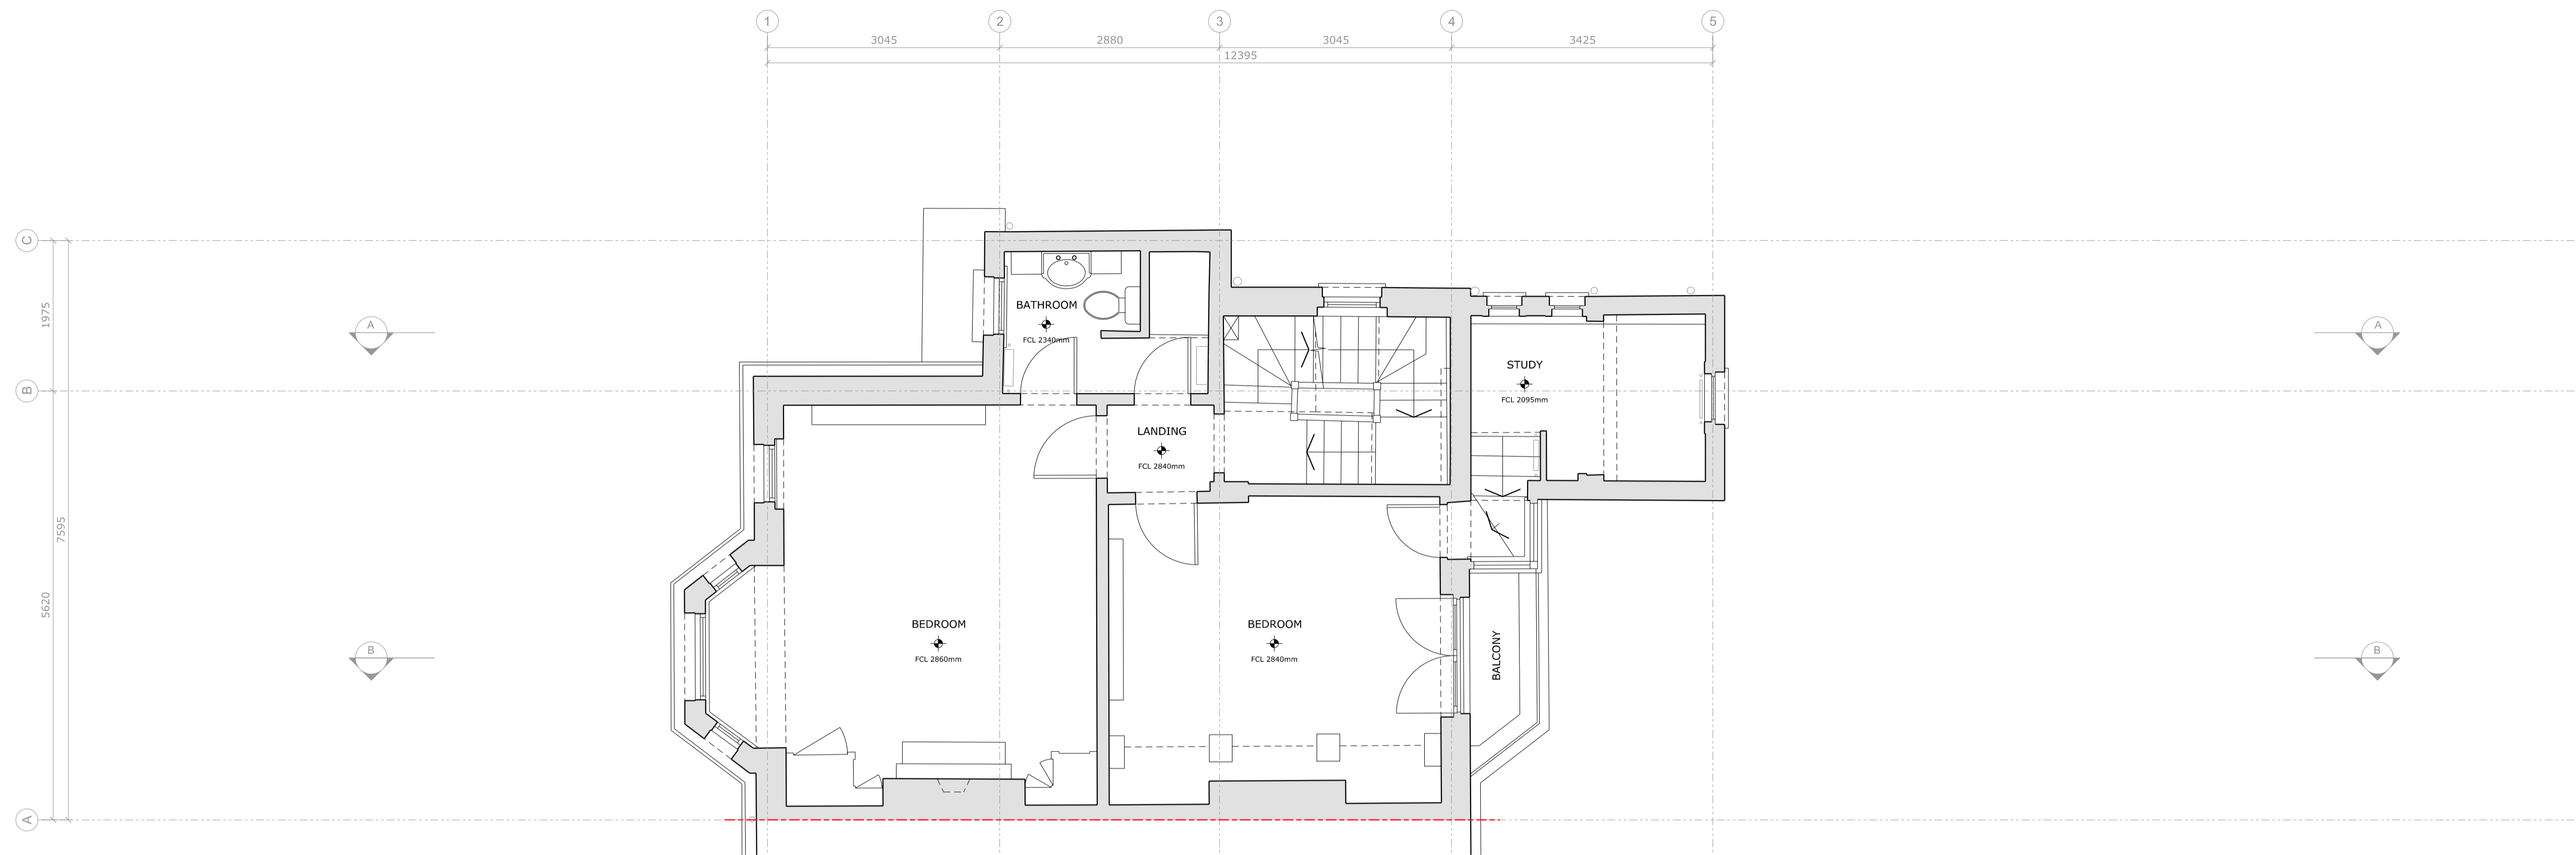 1
2
3
4
5
3045
2880
3045
3425
12395
C
B
A
1975
7595
5620
A
A
B
B
BATHROOM
FCL 2340mm
STUDY
FCL 2095mm
LANDING
FCL 2840mm
BEDROOM
FCL 2860mm
BEDROOM
FCL 2840mm
BALCONY